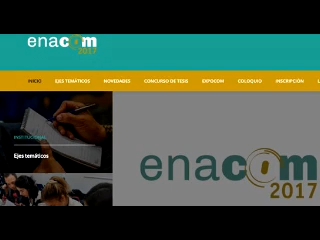 enacom
2017
INICIO EJES TEMÁTICOS NOVEDADES CONCURSO DE TESIS EXPOCOM COLOQUIO INSCRIPCIÓN
Ejes temáticos
enacom
2017